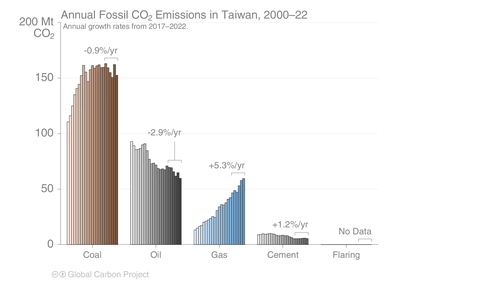 Annual Fossil CO₂ Emissions in Taiwan, 2000–22
Annual growth rates from 2017–2022.
200 Mt
CO₂
150
100
50
0
-0.9%/yr
-2.9%/yr
+5.3%/yr
+1.2%/yr
No Data
Coal
Oil
Gas
Cement
Flaring
Global Carbon Project